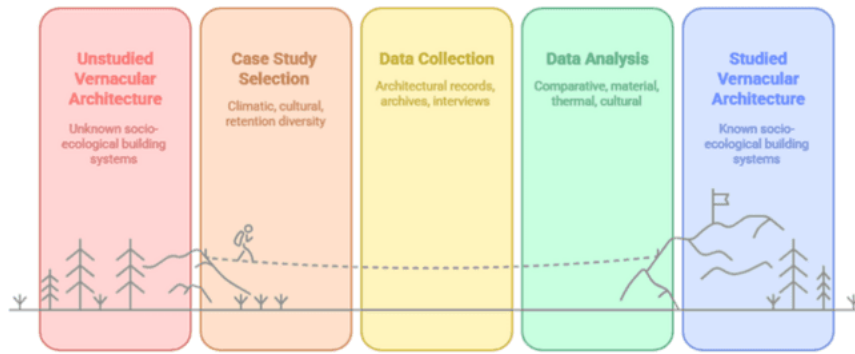 Unstudied
Vernacular
Architecture
Unknown socio-
ecological building
systems
Case Study
Selection
Climatic, cultural,
retention diversity
Data Collection
Architectural records,
archives, interviews
Data Analysis
Comparative, material,
thermal, cultural
Studied
Vernacular
Architecture
Known socio-
ecological building
systems